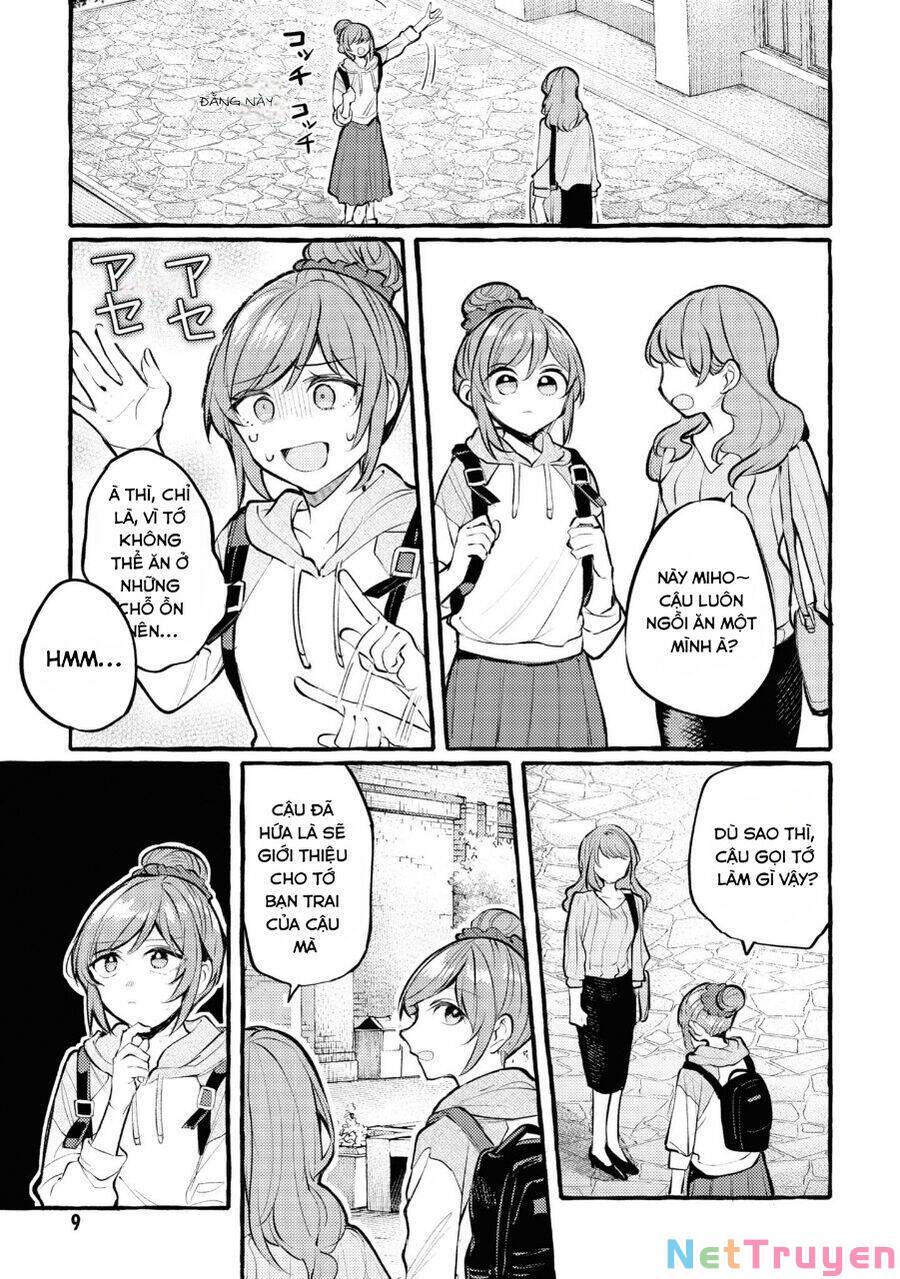 コッチ
コッチ
ĐẰNG NÀY
NÀY MIHO~
CẬU LUÔN
NGỒI ĂN MỘT
MÌNH À?
アセ
アセ
À THÌ, CHỈ
LÀ, VÌ TỚ
KHÔNG
THỂ ĂN Ở
NHỮNG
CHỖ ỒN
NÊN...
HMM...
DÙ SAO THÌ,
CẬU GỌI TỚ
LÀM GÌ VẬY?
CẬU ĐÃ
HỨA LÀ SẼ
GIỚI THIỆU
CHO TỚ
BẠN TRAI
CỦA CẬU
MÀ
9
NetTruyen